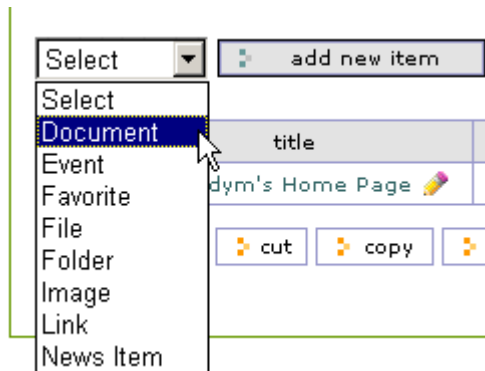 Select
add new item
Select
Document
title
Event
dym's Home Page
Favorite
File
cut
copy
Folder
Image
Link
News Item